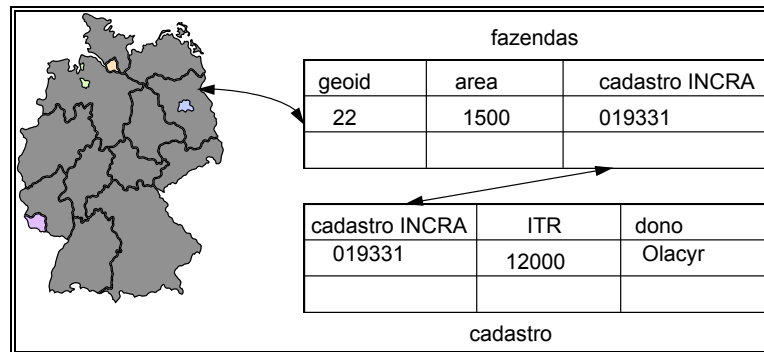 fazendas
geoid area cadastro INCRA
22 1500 019331
cadastro INCRA ITR dono
019331 12000 Olacyr
cadastro